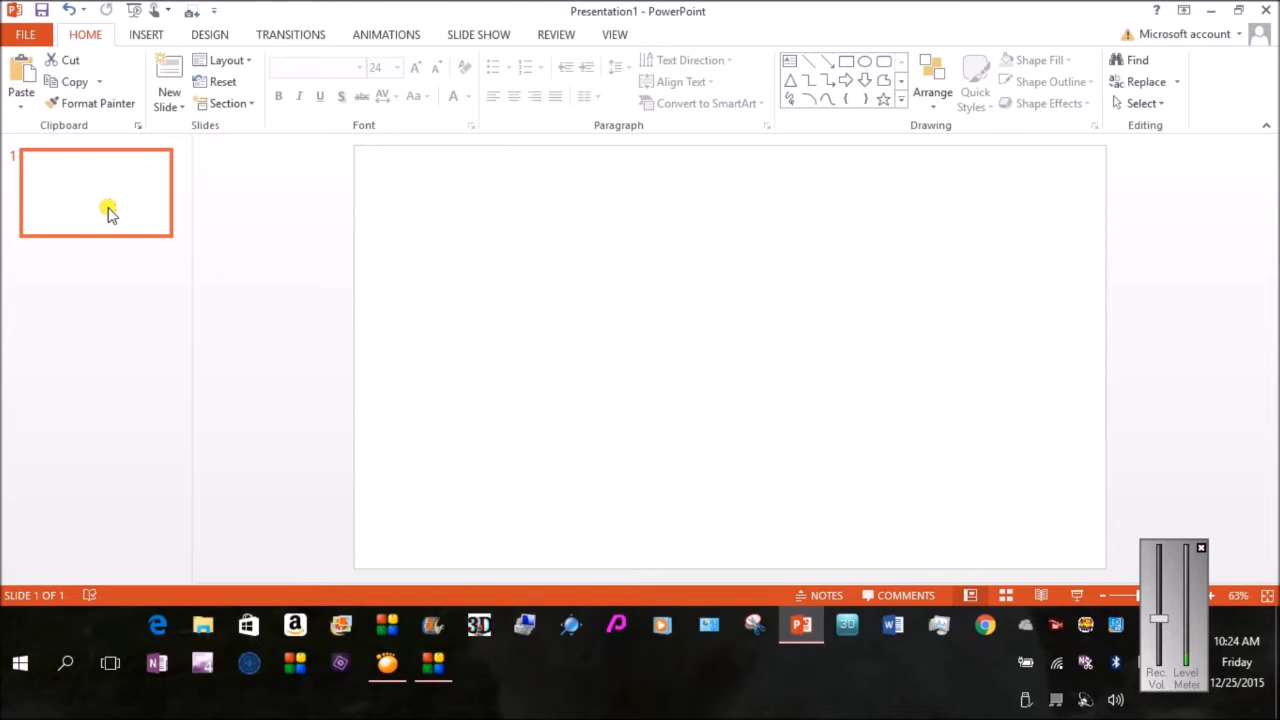 Presentation1 - PowerPoint
?
FILE HOME INSERT DESIGN TRANSITIONS ANIMATIONS SLIDE SHOW REVIEW VIEW Microsoft account
Paste
Cut
Copy
Format Painter
Clipboard
New
Slide
Layout
Reset
Section
Slides
24
B I U S abc AV Aa A
Font
Text Direction
Align Text
Convert to SmartArt
Paragraph
Arrange
Quick
Styles
Shape Fill
Shape Outline
Shape Effects
Drawing
Find
Replace
Select
Editing
1
SLIDE 1 OF 1 NOTES COMMENTS 63%
Rec. Level
Vol. Meter
10:24 AM
Friday
12/25/2015